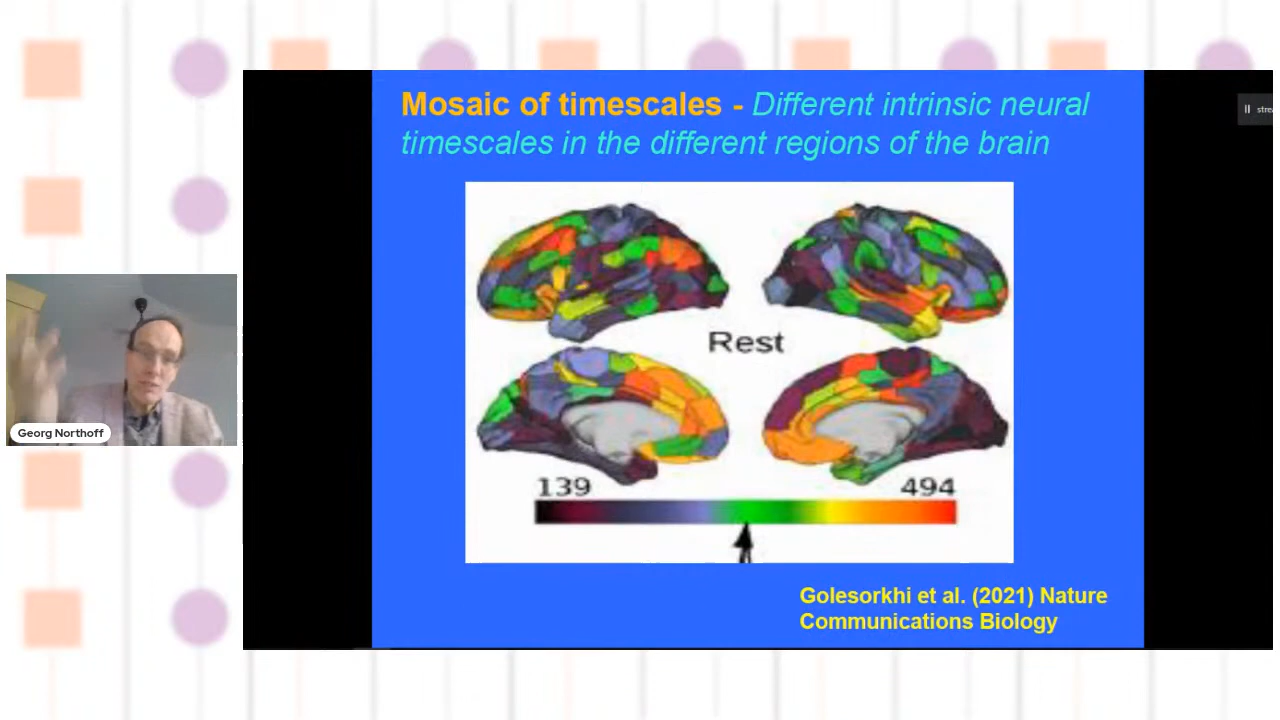 Mosaic of timescales - Different intrinsic neural
timescales in the different regions of the brain
Rest
139 494
Golesorkhi et al. (2021) Nature
Communications Biology
Georg Northoff